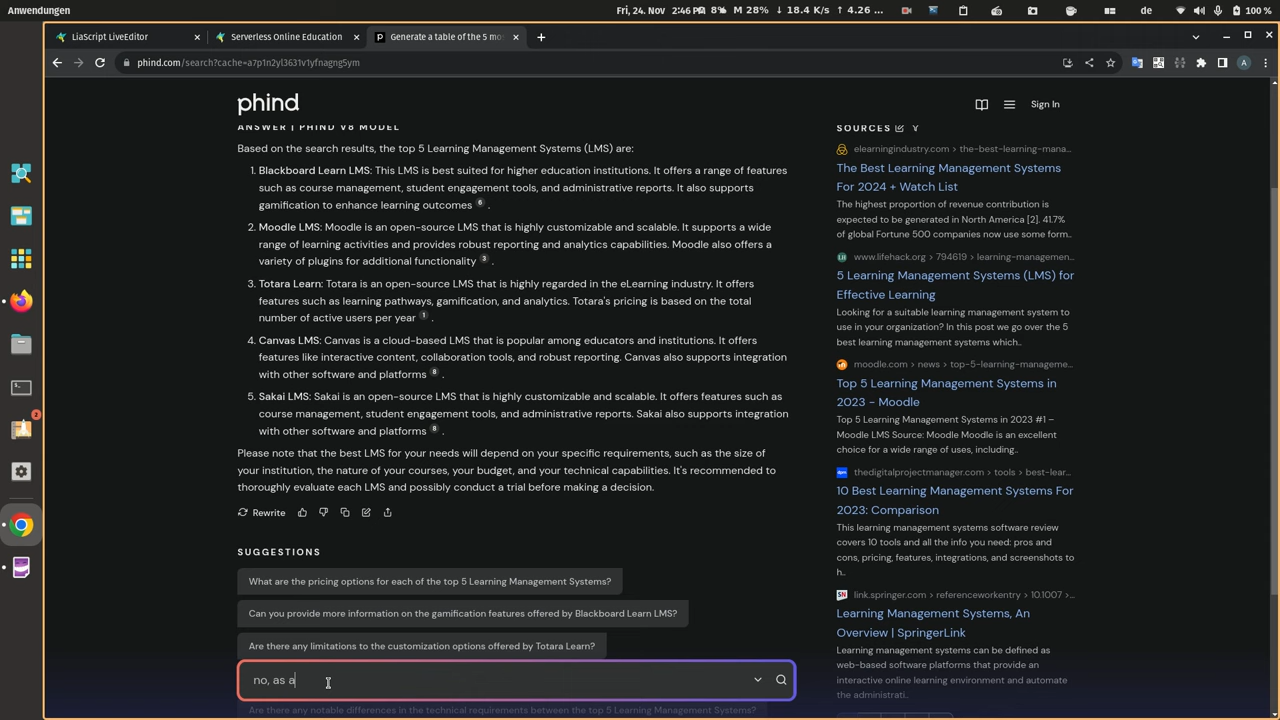 Anwendungen
Fri, 24. Nov 2:46 PM 8% M 28% ↓ 18.4 K/s ↑ 4.26 ... de 100 %
LiaScript LiveEditor
Serverless Online Education
Generate a table of the 5 mo
phind.com/search?cache=a7p1n2yl3631v1yfnagng5ym
A
phind
Sign In
ANSWER | PHIND V8 MODEL
Based on the search results, the top 5 Learning Management Systems (LMS) are:
1. Blackboard Learn LMS: This LMS is best suited for higher education institutions. It offers a range of features
such as course management, student engagement tools, and administrative reports. It also supports
gamification to enhance learning outcomes 6 .
2. Moodle LMS: Moodle is an open-source LMS that is highly customizable and scalable. It supports a wide
range of learning activities and provides robust reporting and analytics capabilities. Moodle also offers a
variety of plugins for additional functionality 3 .
3. Totara Learn: Totara is an open-source LMS that is highly regarded in the eLearning industry. It offers
features such as learning pathways, gamification, and analytics. Totara's pricing is based on the total
number of active users per year 1 .
4. Canvas LMS: Canvas is a cloud-based LMS that is popular among educators and institutions. It offers
features like interactive content, collaboration tools, and robust reporting. Canvas also supports integration
with other software and platforms 8 .
5. Sakai LMS: Sakai is an open-source LMS that is highly customizable and scalable. It offers features such as
course management, student engagement tools, and administrative reports. Sakai also supports integration
with other software and platforms 8 .
Please note that the best LMS for your needs will depend on your specific requirements, such as the size of
your institution, the nature of your courses, your budget, and your technical capabilities. It's recommended to
thoroughly evaluate each LMS and possibly conduct a trial before making a decision.
Rewrite
SUGGESTIONS
What are the pricing options for each of the top 5 Learning Management Systems?
Can you provide more information on the gamification features offered by Blackboard Learn LMS?
Are there any limitations to the customization options offered by Totara Learn?
no, as a
Are there any notable differences in the technical requirements between the top 5 Learning Management Systems?
SOURCES
elearningindustry.com > the-best-learning-mana...
The Best Learning Management Systems
For 2024 + Watch List
The highest proportion of revenue contribution is
expected to be generated in North America [2]. 41.7%
of global Fortune 500 companies now use some form..
www.lifehack.org > 794619 > learning-managemen...
5 Learning Management Systems (LMS) for
Effective Learning
Looking for a suitable learning management system to
use in your organization? In this post we go over the 5
best learning management systems which..
moodle.com > news > top-5-learning-manageme...
Top 5 Learning Management Systems in
2023 - Moodle
Top 5 Learning Management Systems in 2023 #1 –
Moodle LMS Source: Moodle Moodle is an excellent
choice for a wide range of uses, including..
thedigitalprojectmanager.com > tools > best-lear...
10 Best Learning Management Systems For
2023: Comparison
This learning management systems software review
covers 10 tools and all the info you need: pros and
cons, pricing, features, integrations, and screenshots to
h..
link.springer.com > referenceworkentry > 10.1007 >...
Learning Management Systems, An
Overview | SpringerLink
Learning management systems can be defined as
web-based software platforms that provide an
interactive online learning environment and automate
the administrati..
2